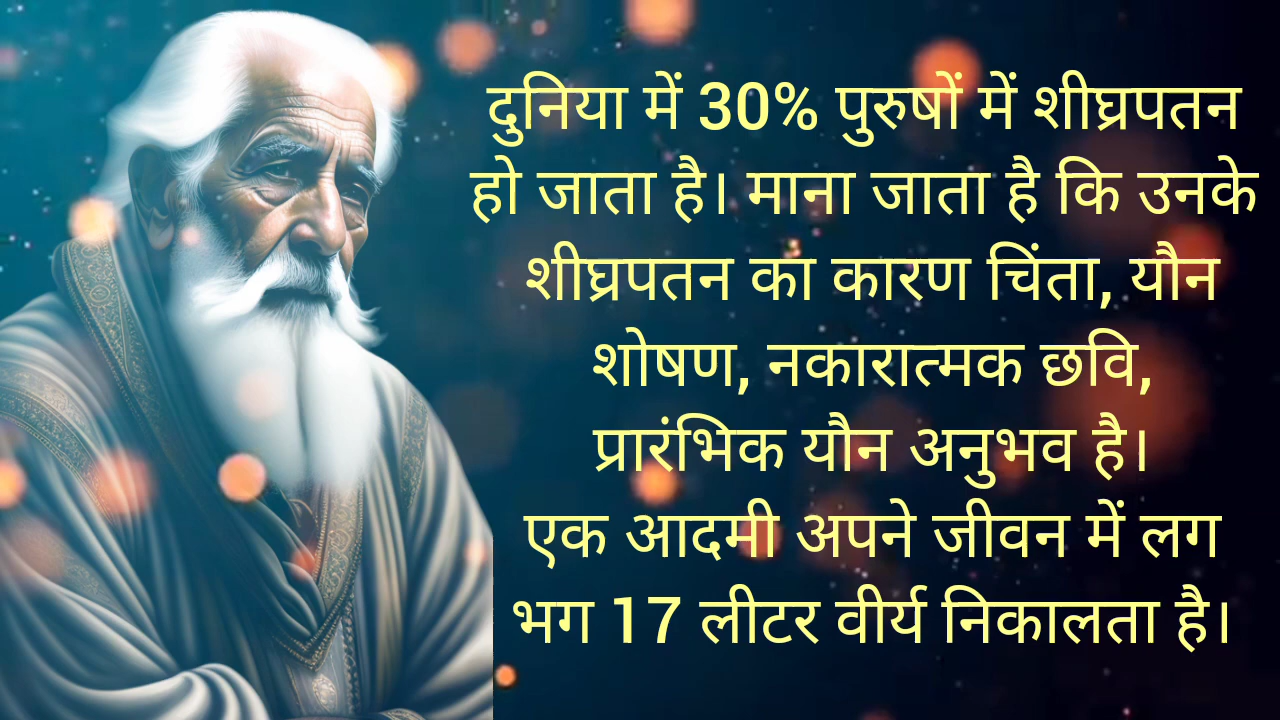 दुनिया में 30% पुरुषों में शीघ्रपतन
हो जाता है। माना जाता है कि उनके
शीघ्रपतन का कारण चिंता, यौन
शोषण, नकारात्मक छवि,
प्रारंभिक यौन अनुभव है।
एक आदमी अपने जीवन में लग
भग 17 लीटर वीर्य निकालता है।